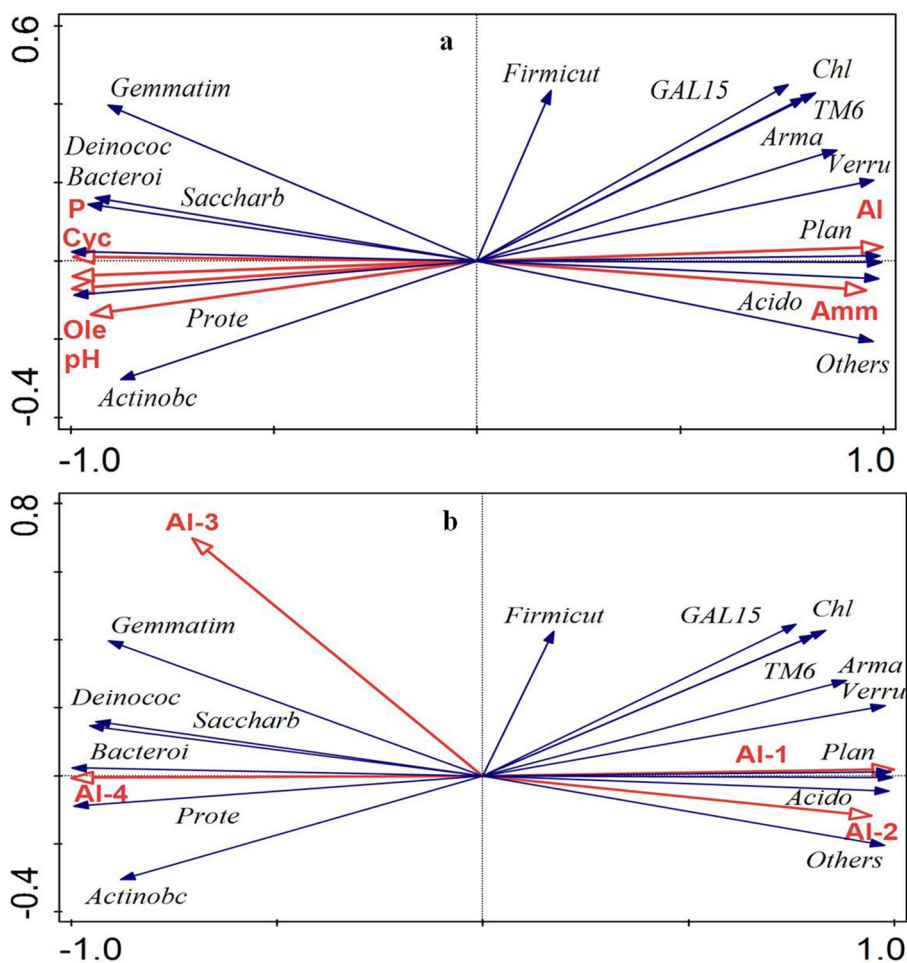 0.6
a
Gemmatim
Firmicut
GAL15
Chl
TM6
Deinococ
Arma
Verru
Bacteroi
Saccharb
P
Al
Cyc
Plan
Acido
Amm
Ole
Prote
pH
Others
Actinobc
-0.4
-1.0
1.0
0.8
b
Al-3
Gemmatim
Firmicut
GAL15
Chl
TM6
Arma
Deinococ
Saccharb
Verru
Bacteroi
Al-1
Plan
Al-4
Acido
Prote
Al-2
Others
Actinobc
-0.4
-1.0
1.0